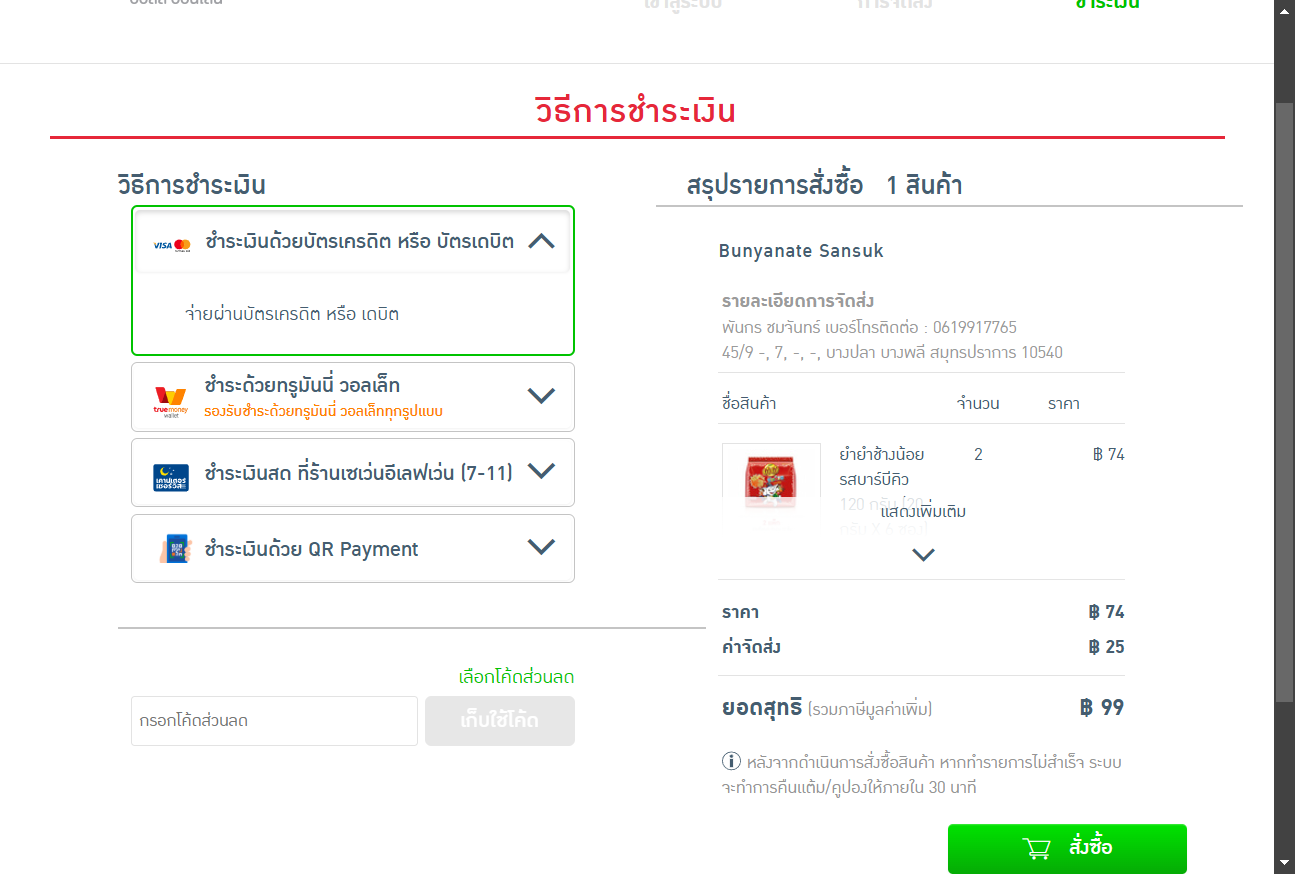 เข้าสู่ระบบ
การจัดส่ง
ชำระเงิน
วิธีการชำระเงิน
วิธีการชำระเงิน
VISA
ชำระเงินด้วยบัตรเครดิต หรือ บัตรเดบิต
จ่ายผ่านบัตรเครดิต หรือ เดบิต
truemoney
wallet
ชำระด้วยทรูมันนี่ วอลเล็ท
รองรับชำระด้วยทรูมันนี่ วอลเล็ททุกรูปแบบ
เคาน์เตอร์
เซอร์วิส
ชำระเงินสด ที่ร้านเซเว่นอีเลฟเว่น (7-11)
ชำระเงินด้วย QR Payment
เลือกโค้ดส่วนลด
กรอกโค้ดส่วนลด
เก็บใช้โค้ด
สรุปรายการสั่งซื้อ 1 สินค้า
Bunyanate Sansuk
รายละเอียดการจัดส่ง
พันกร ชมจันทร์ เบอร์โทรติดต่อ : 0619917765
45/9 -, 7, -, -, บางปลา บางพลี สมุทรปราการ 10540
ชื่อสินค้า จำนวน ราคา
ยำยำช้างน้อย 2 ฿ 74
รสบาร์บีคิว
120 กรัม (20
กรัม X 6 ซอง)
แสดงเพิ่มเติม
ราคา ฿ 74
ค่าจัดส่ง ฿ 25
ยอดสุทธิ (รวมภาษีมูลค่าเพิ่ม) ฿ 99
หลังจากดำเนินการสั่งซื้อสินค้า หากทำรายการไม่สำเร็จ ระบบ
จะทำการคืนแต้ม/คูปองให้ภายใน 30 นาที
สั่งซื้อ